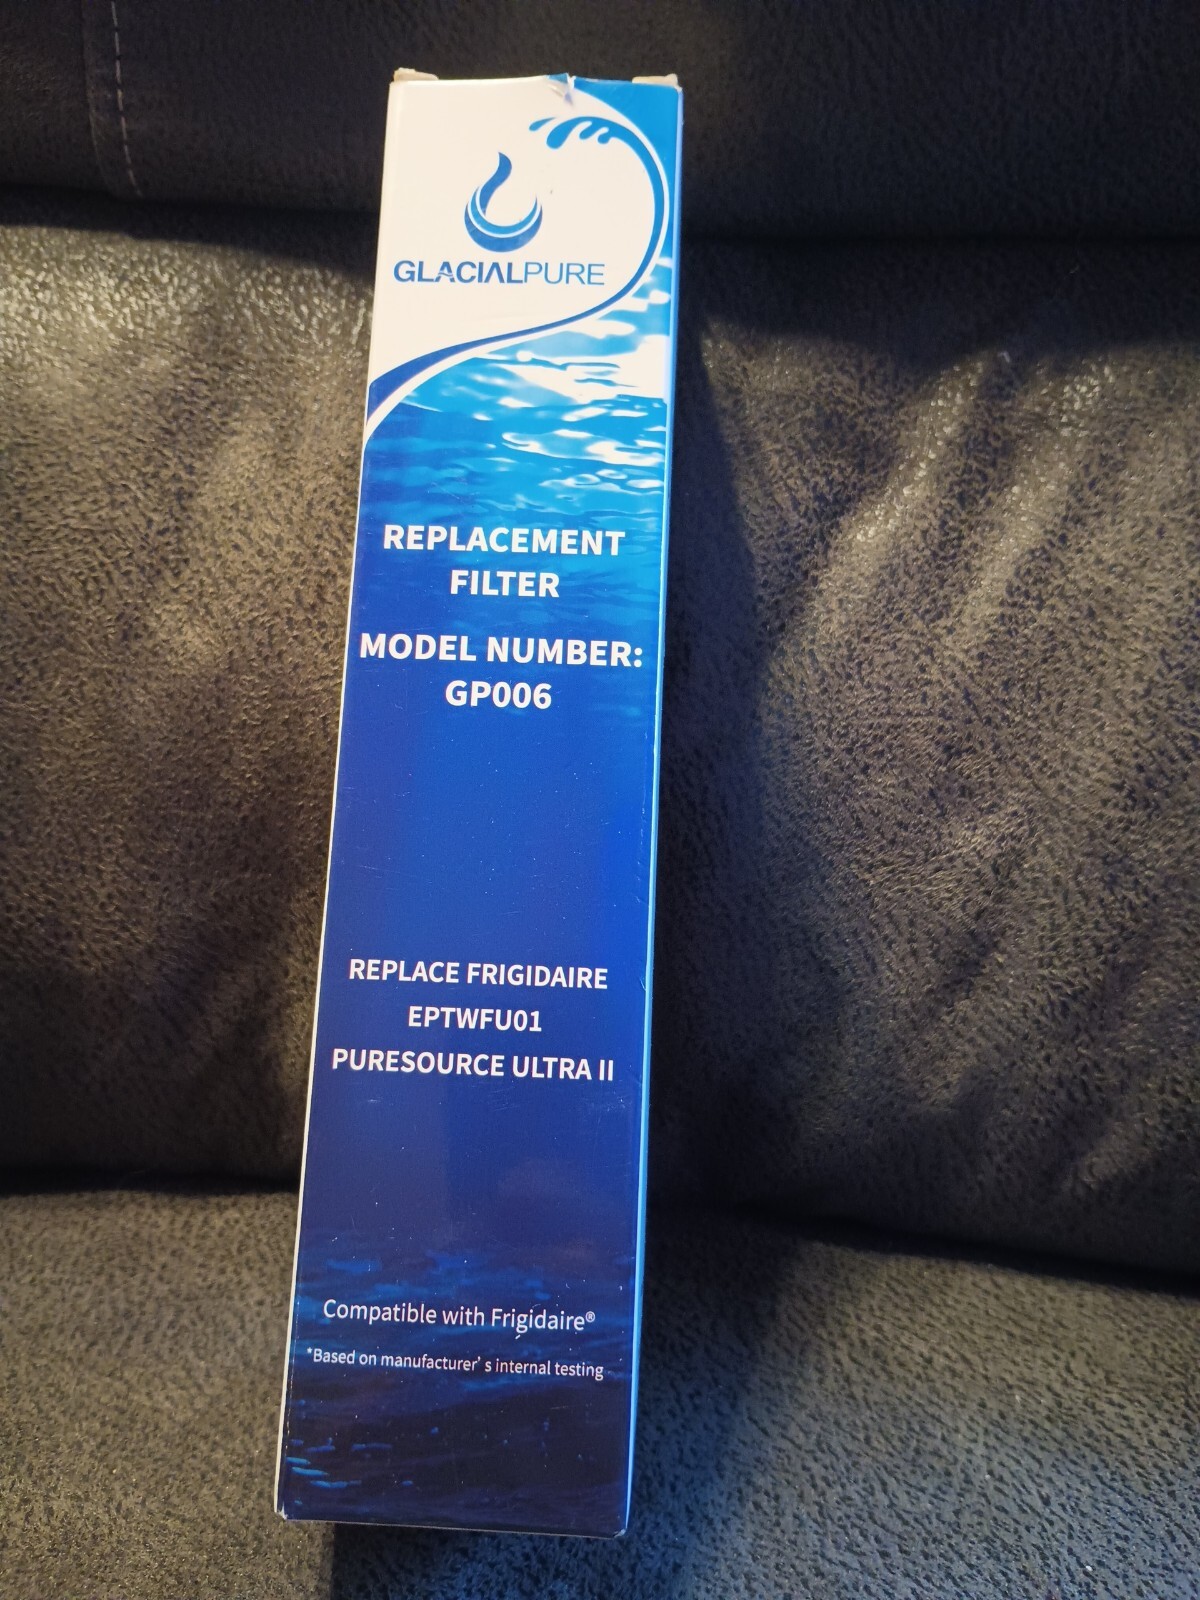 GLACIALPURE
REPLACEMENT
FILTER
MODEL NUMBER:
GP006
REPLACE FRIGIDAIRE
EPTWFU01
PURESOURCE ULTRA II
Compatible with Frigidaire®
*Based on manufacturer's internal testing